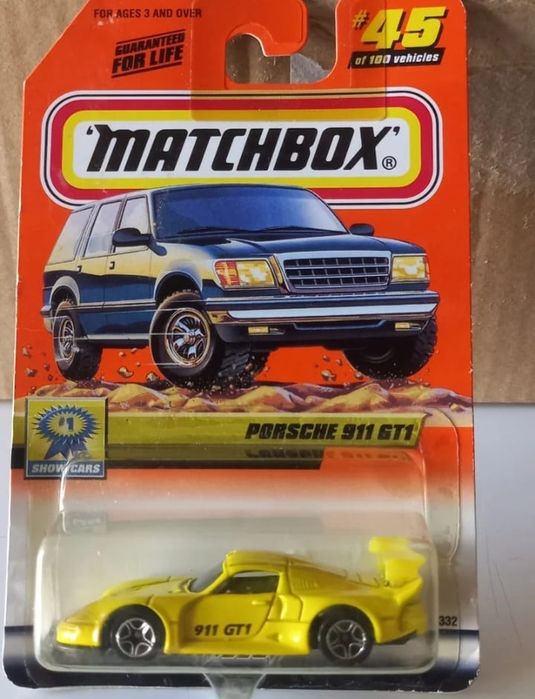 FOR AGES 3 AND OVER
GUARANTEED
FOR LIFE
#45
of 100 vehicles
'MATCHBOX'®
#1
SHOW CARS
PORSCHE 911 GT1
911 GT1
332